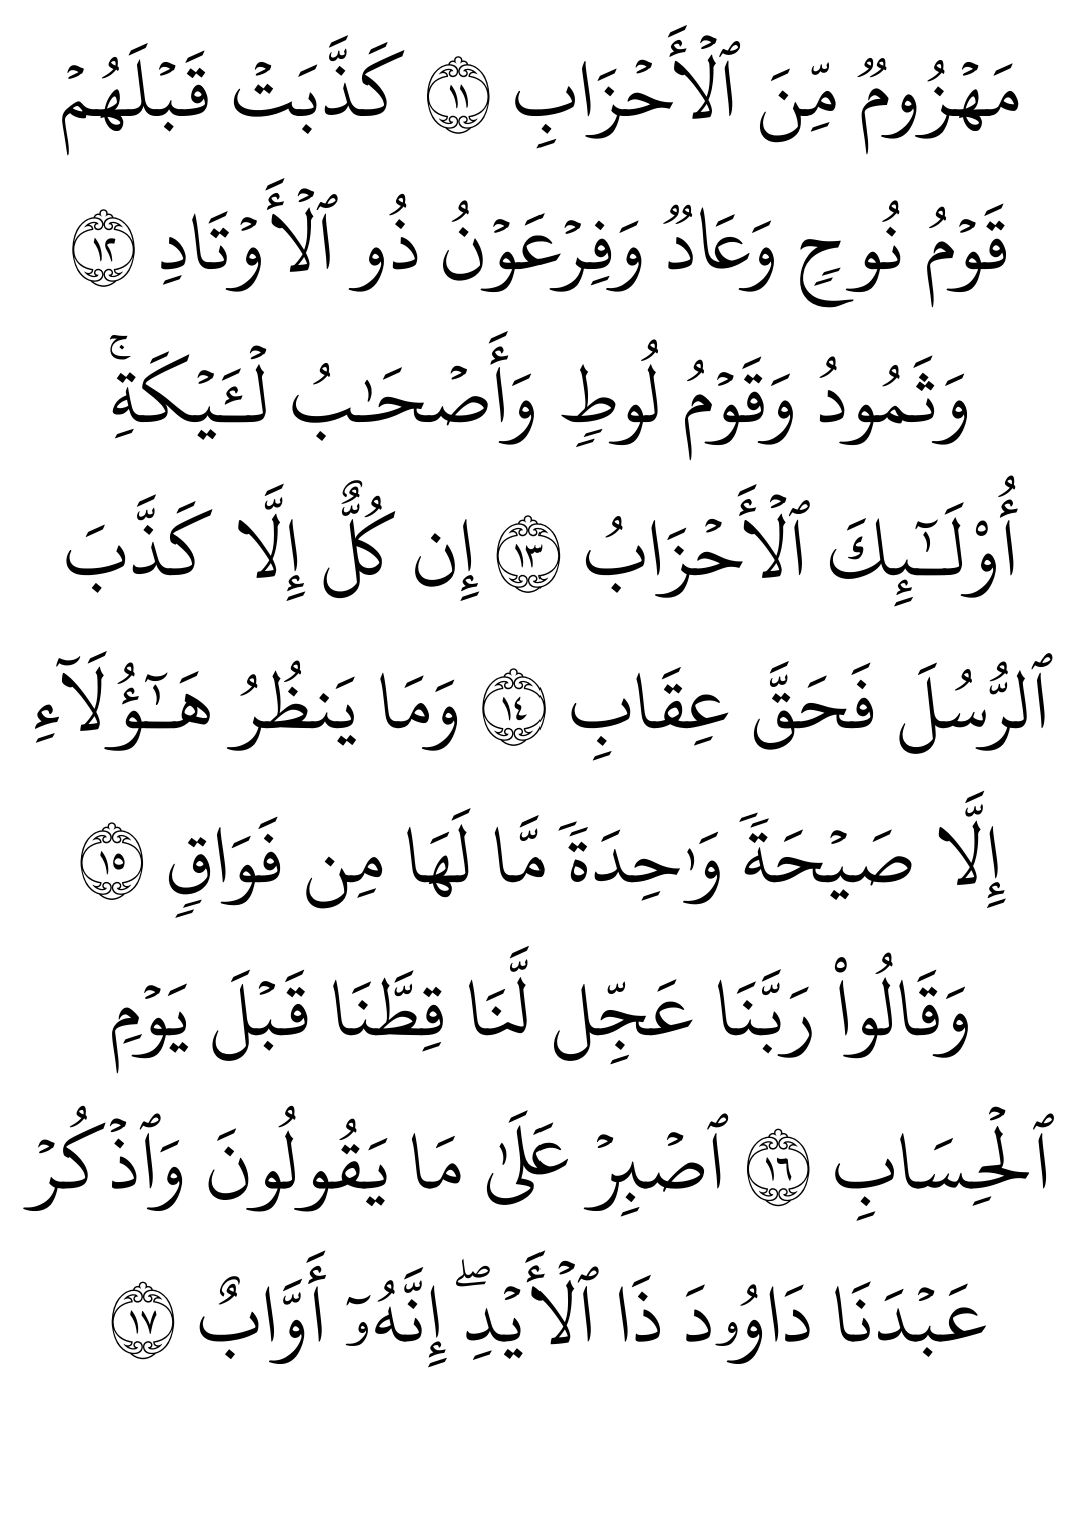 مَهۡزُومٞ مِّنَ ٱلۡأَحۡزَابِ ١١ كَذَّبَتۡ قَبۡلَهُمۡ
قَوۡمُ نُوحٖ وَعَادٞ وَفِرۡعَوۡنُ ذُو ٱلۡأَوۡتَادِ ١٢
وَثَمُودُ وَقَوۡمُ لُوطٖ وَأَصۡحَٰبُ لۡـَٔيۡكَةِۚ
أُوْلَـٰٓئِكَ ٱلۡأَحۡزَابُ ١٣ إِن كُلٌّ إِلَّا كَذَّبَ
ٱلرُّسُلَ فَحَقَّ عِقَابِ ١٤ وَمَا يَنظُرُ هَـٰٓؤُلَآءِ
إِلَّا صَيۡحَةٗ وَٰحِدَةٗ مَّا لَهَا مِن فَوَاقٖ ١٥
وَقَالُواْ رَبَّنَا عَجِّل لَّنَا قِطَّنَا قَبۡلَ يَوۡمِ
ٱلۡحِسَابِ ١٦ ٱصۡبِرۡ عَلَىٰ مَا يَقُولُونَ وَٱذۡكُرۡ
عَبۡدَنَا دَاوُۥدَ ذَا ٱلۡأَيۡدِۖ إِنَّهُۥٓ أَوَّابٌ ١٧